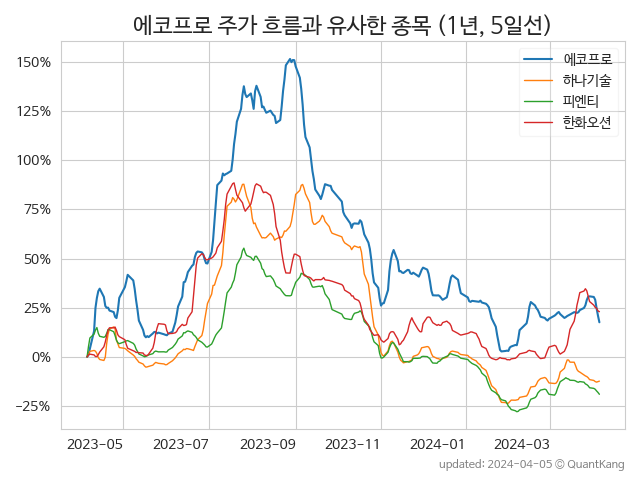 에코프로 주가 흐름과 유사한 종목 (1년, 5일선)
에코프로
하나기술
피엔티
한화오션
150%
125%
100%
75%
50%
25%
0%
−25%
2023-05 2023-07 2023-09 2023-11 2024-01 2024-03
updated: 2024-04-05 © QuantKang